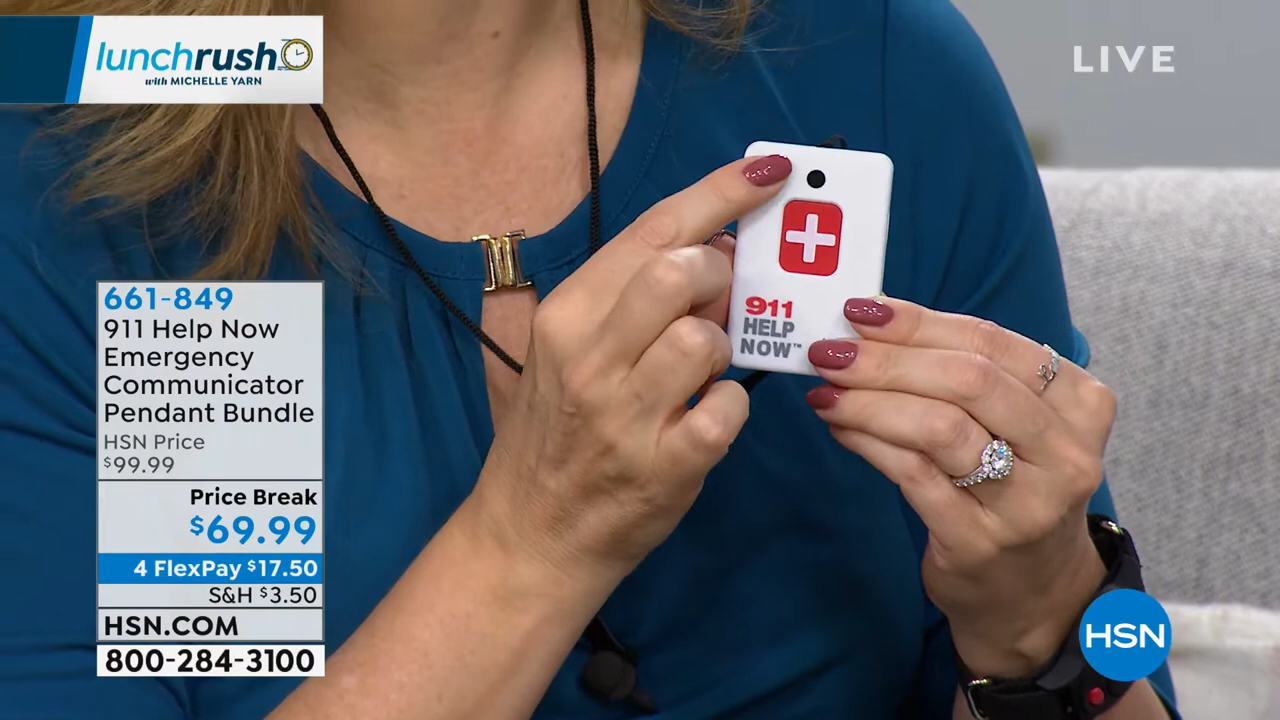 lunchrush
with MICHELLE YARN
LIVE
911
HELP
NOW™
661-849
911 Help Now
Emergency
Communicator
Pendant Bundle
HSN Price
$99.99
Price Break
$69.99
4 FlexPay $17.50
S&H $3.50
HSN.COM
800-284-3100
HSN